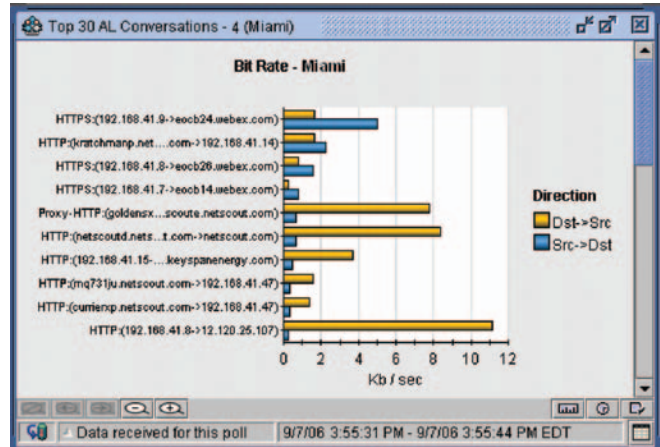 Top 30 AL Conversations - 4 (Miami)
Bit Rate - Miami
HTTPS:(192.168.41.9->eocb24.webex.com)
HTTP:(kratchmanp.net....com->192.168.41.14)
HTTPS:(192.168.41.8->eocb26.webex.com)
HTTPS:(192.168.41.7->eocb14.webex.com)
Proxy-HTTP:(goldensx...scoute.netscout.com)
HTTP:(netscoutd.nets...t.com->netscout.com)
HTTP:(192.168.41.15-....keyspanenergy.com)
HTTP:(mq731ju.netscout.com->192.168.41.47)
HTTP:(currierxp.netscout.com->192.168.41.47)
HTTP:(192.168.41.8->12.120.25.107)
0 2 4 6 8 10 12
Kb / sec
Direction
Dst->Src
Src->Dst
Data received for this poll
9/7/06 3:55:31 PM - 9/7/06 3:55:44 PM EDT